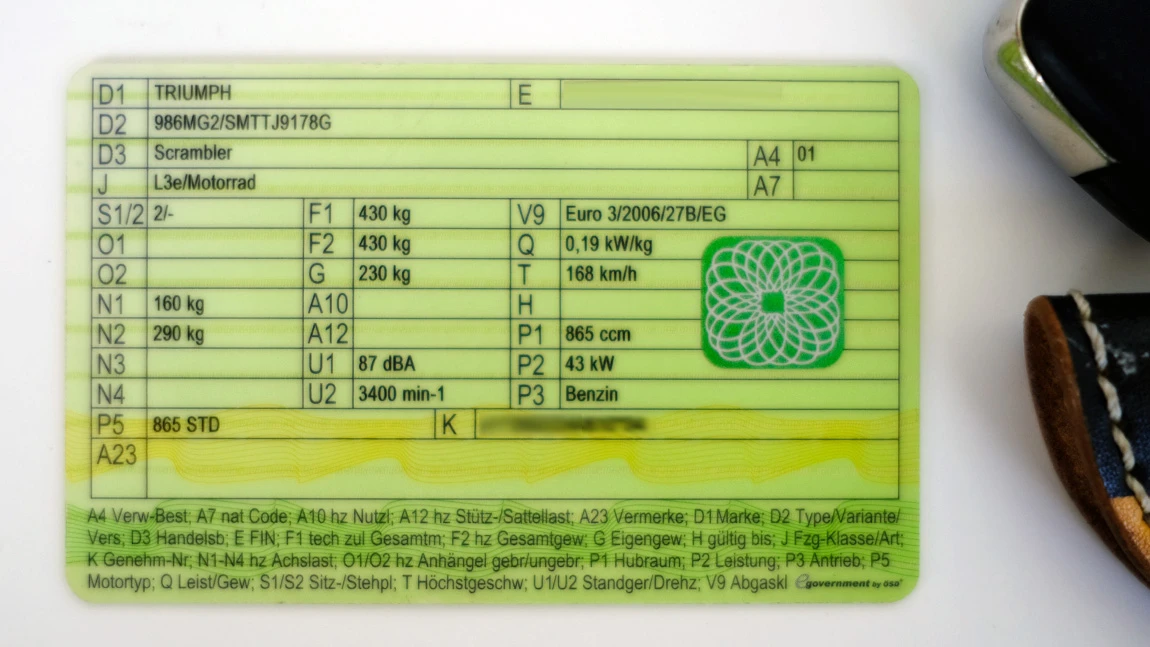 D1 TRIUMPH E
D2 986MG2/SMTTJ9178G
D3 Scrambler A4 01
J L3e/Motorrad A7
S1/2 2/- F1 430 kg V9 Euro 3/2006/27B/EG
O1 F2 430 kg Q 0,19 kW/kg
O2 G 230 kg T 168 km/h
N1 160 kg A10 H
N2 290 kg A12 P1 865 ccm
N3 U1 87 dBA P2 43 kW
N4 U2 3400 min-1 P3 Benzin
P5 865 STD K
A23
A4 Verw-Best; A7 nat Code; A10 hz Nutzl; A12 hz Stütz-/Sattellast; A23 Vermerke; D1Marke; D2 Type/Variante/
Vers; D3 Handelsb; E FIN; F1 tech zul Gesamtm; F2 hz Gesamtgew; G Eigengew; H gültig bis; J Fzg-Klasse/Art;
K Genehm-Nr; N1-N4 hz Achslast; O1/O2 hz Anhängel gebr/ungebr; P1 Hubraum; P2 Leistung; P3 Antrieb; P5
Motortyp; Q Leist/Gew; S1/S2 Sitz-/Stehpl; T Höchstgeschw; U1/U2 Standger/Drehz; V9 Abgaskl egovernment by OSD